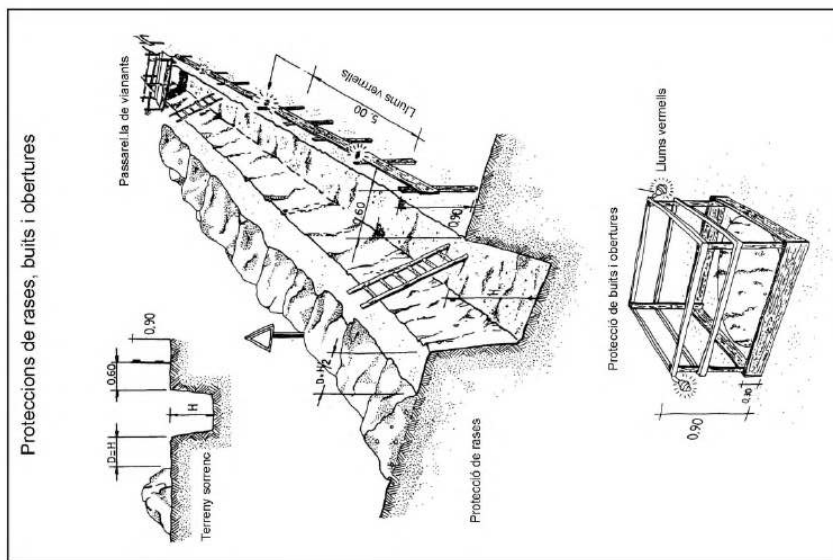 Proteccions de rases, buits i obertures
Passarel.la de vianants
Llums vermells
5.00
0.90
0.60
D=H
H
Terreny sorrenc
0.60
0.90
H
D=H/2
Protecció de rases
Protecció de buits i obertures
Llums vermells
0.90